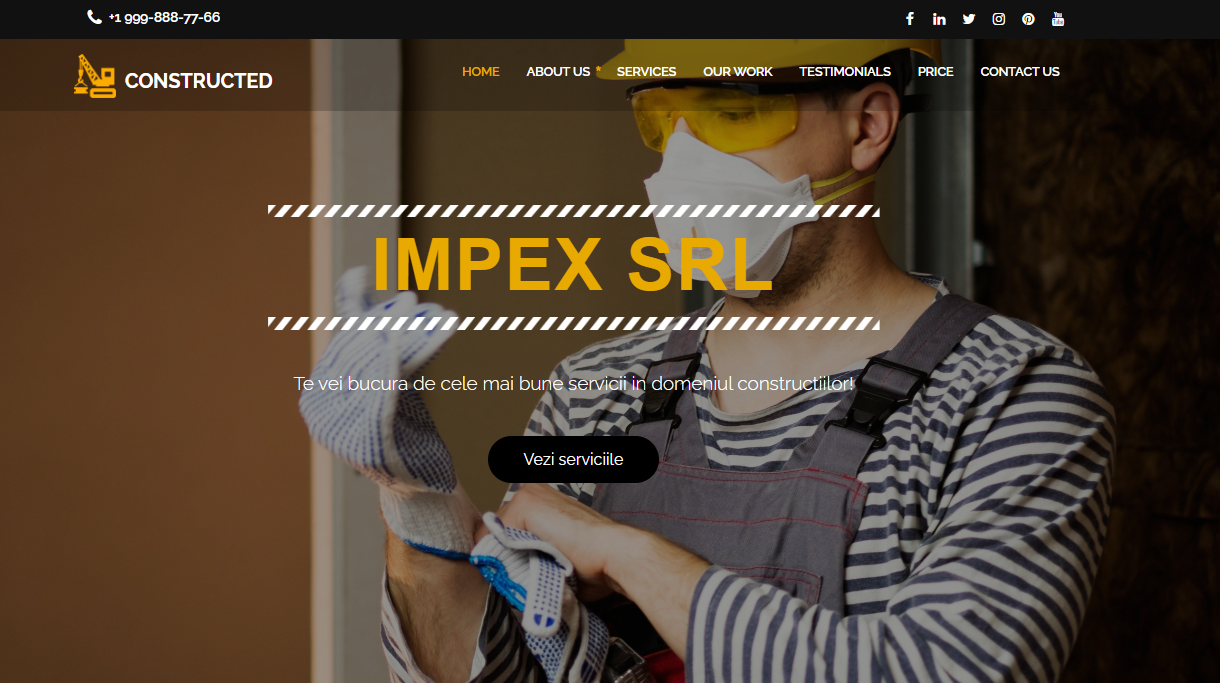 +1 999-888-77-66
CONSTRUCTED
HOME ABOUT US * SERVICES OUR WORK TESTIMONIALS PRICE CONTACT US
IMPEX SRL
Te vei bucura de cele mai bune servicii in domeniul constructiilor!
Vezi serviciile